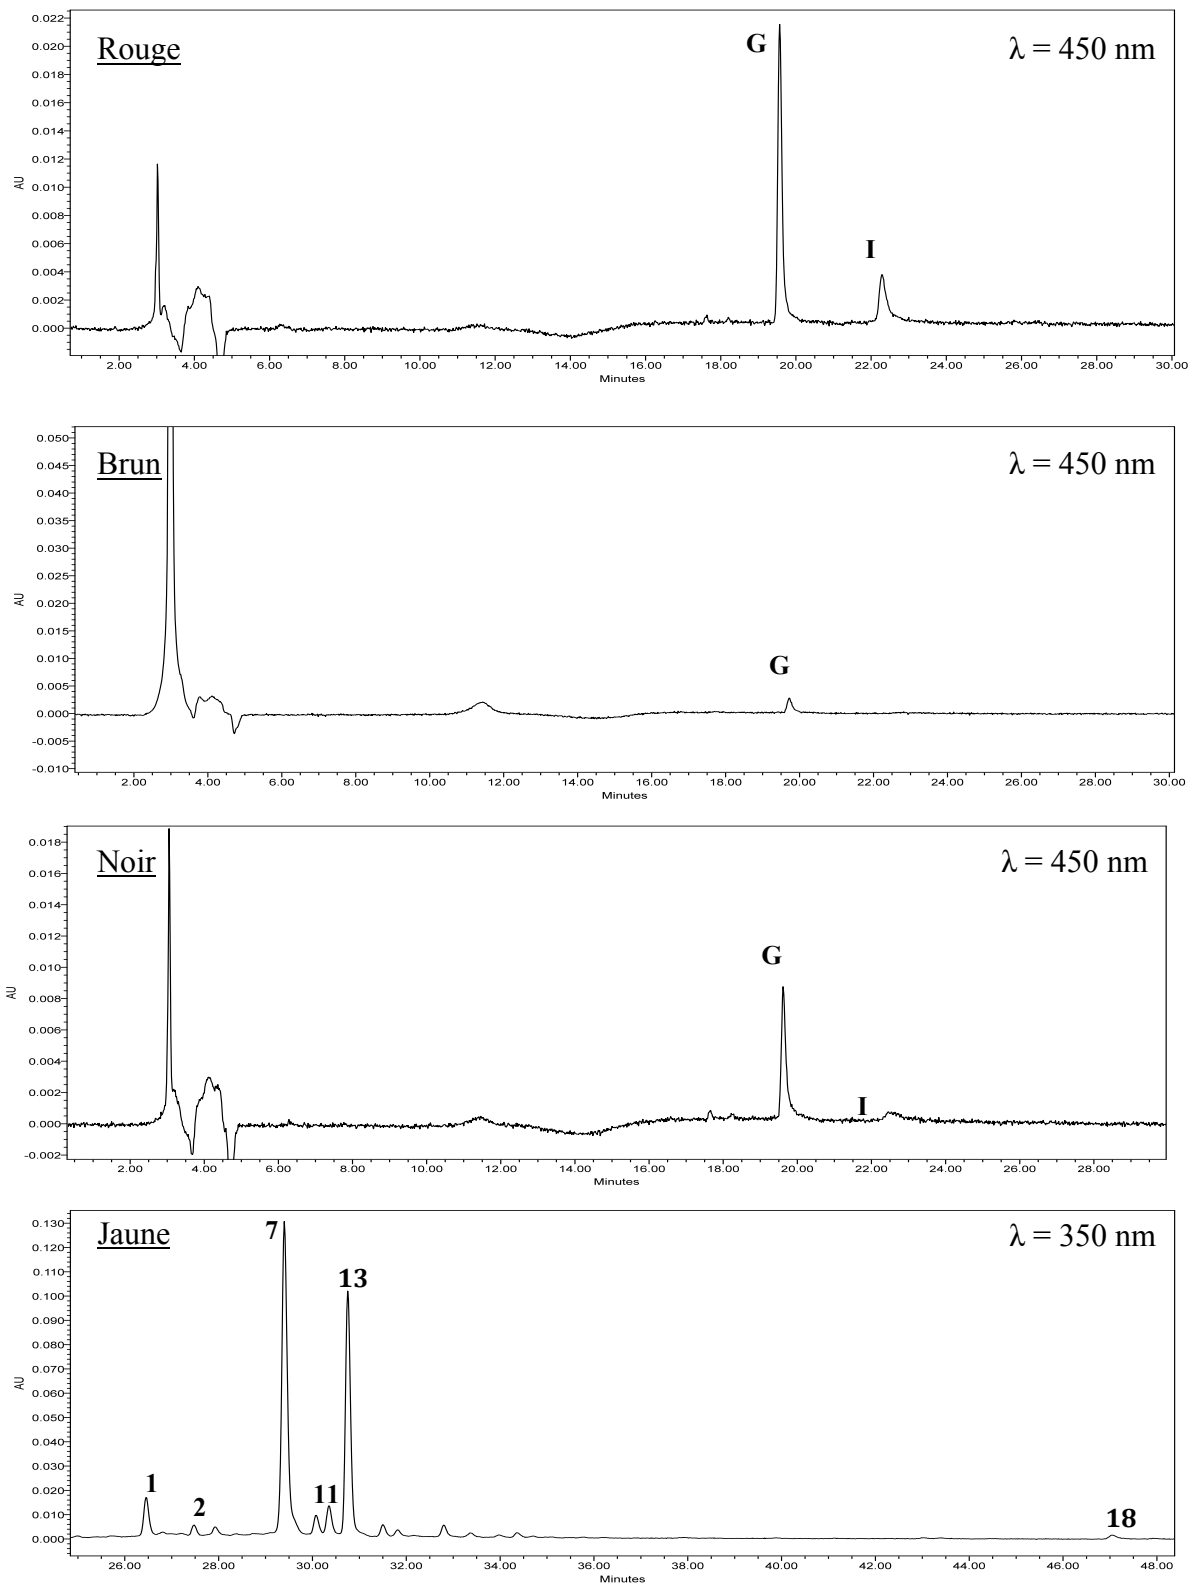 Rouge
G
λ = 450 nm
I
0.022
0.020
0.018
0.016
0.014
0.012
0.010
0.008
0.006
0.004
0.002
0.000
AU
2.00 4.00 6.00 8.00 10.00 12.00 14.00 16.00 18.00 20.00 22.00 24.00 26.00 28.00 30.00
Minutes
Brun
λ = 450 nm
G
0.050
0.045
0.040
0.035
0.030
0.025
0.020
0.015
0.010
0.005
0.000
-0.005
-0.010
AU
2.00 4.00 6.00 8.00 10.00 12.00 14.00 16.00 18.00 20.00 22.00 24.00 26.00 28.00 30.00
Minutes
Noir
λ = 450 nm
G
I
0.018
0.016
0.014
0.012
0.010
0.008
0.006
0.004
0.002
0.000
-0.002
AU
2.00 4.00 6.00 8.00 10.00 12.00 14.00 16.00 18.00 20.00 22.00 24.00 26.00 28.00
Minutes
Jaune
7
λ = 350 nm
13
1
2
11
18
0.130
0.120
0.110
0.100
0.090
0.080
0.070
0.060
0.050
0.040
0.030
0.020
0.010
0.000
AU
26.00 28.00 30.00 32.00 34.00 36.00 38.00 40.00 42.00 44.00 46.00 48.00
Minutes